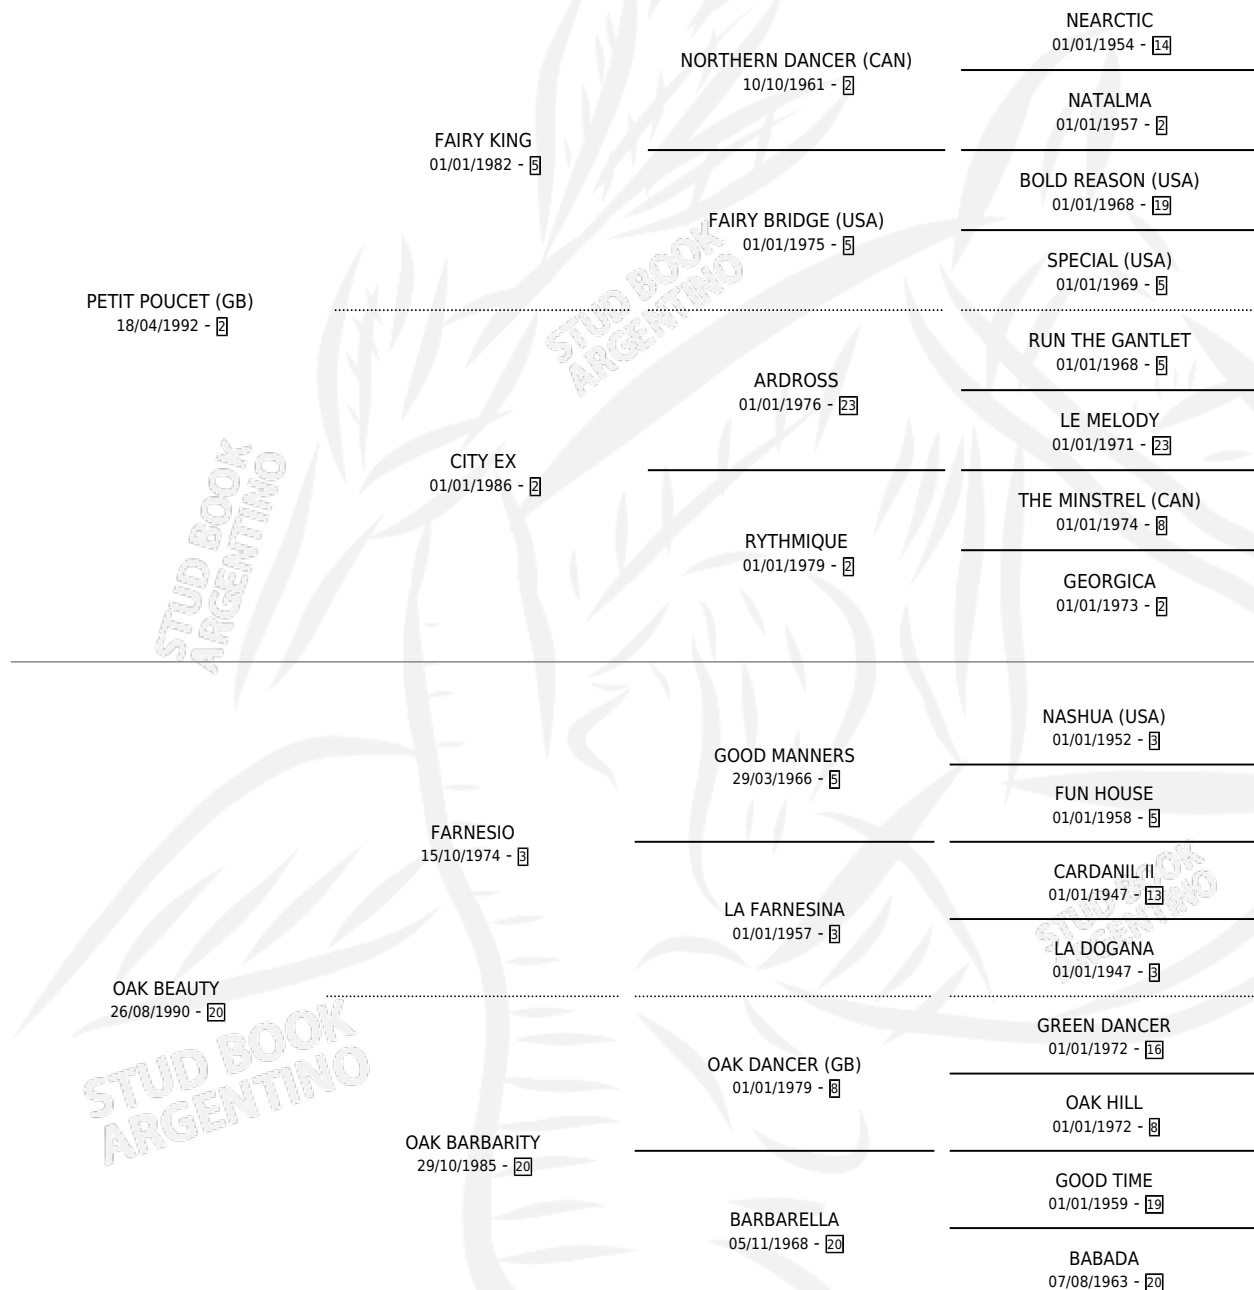 NEARCTIC
01/01/1954 - 14
NORTHERN DANCER (CAN)
10/10/1961 - 2
NATALMA
01/01/1957 - 2
FAIRY KING
01/01/1982 - 5
BOLD REASON (USA)
01/01/1968 - 19
FAIRY BRIDGE (USA)
01/01/1975 - 5
SPECIAL (USA)
01/01/1969 - 5
PETIT POUCET (GB)
18/04/1992 - 2
RUN THE GANTLET
01/01/1968 - 5
ARDROSS
01/01/1976 - 23
LE MELODY
01/01/1971 - 23
CITY EX
01/01/1986 - 2
THE MINSTREL (CAN)
01/01/1974 - 8
RYTHMIQUE
01/01/1979 - 2
GEORGICA
01/01/1973 - 2
NASHUA (USA)
01/01/1952 - 3
GOOD MANNERS
29/03/1966 - 5
FUN HOUSE
01/01/1958 - 5
FARNESIO
15/10/1974 - 3
CARDANIL II
01/01/1947 - 13
LA FARNESINA
01/01/1957 - 3
LA DOGANA
01/01/1947 - 3
OAK BEAUTY
26/08/1990 - 20
GREEN DANCER
01/01/1972 - 16
OAK DANCER (GB)
01/01/1979 - 8
OAK HILL
01/01/1972 - 8
OAK BARBARITY
29/10/1985 - 20
GOOD TIME
01/01/1959 - 19
BARBARELLA
05/11/1968 - 20
BABADA
07/08/1963 - 20
STUD BOOK
ARGENTINO
STUD BOOK
ARGENTINO
STUD BOOK
ARGENTINO
STUD BOOK
ARGENTINO